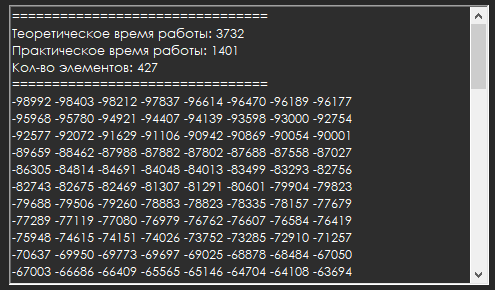 ================================
Теоретическое время работы: 3732
Практическое время работы: 1401
Кол-во элементов: 427
================================
-98992 -98403 -98212 -97837 -96614 -96470 -96189 -96177
-95968 -95780 -94921 -94407 -94139 -93598 -93000 -92754
-92577 -92072 -91629 -91106 -90942 -90869 -90054 -90001
-89659 -88462 -87988 -87882 -87802 -87688 -87558 -87027
-86305 -84814 -84691 -84048 -84013 -83499 -83293 -82756
-82743 -82675 -82469 -81307 -81291 -80601 -79904 -79823
-79688 -79506 -79260 -78883 -78823 -78335 -78157 -77679
-77289 -77119 -77080 -76979 -76762 -76607 -76584 -76419
-75948 -74615 -74151 -74026 -73752 -73285 -72910 -71257
-70637 -69950 -69773 -69697 -69025 -68878 -68484 -67050
-67003 -66686 -66409 -65565 -65146 -64704 -64108 -63694